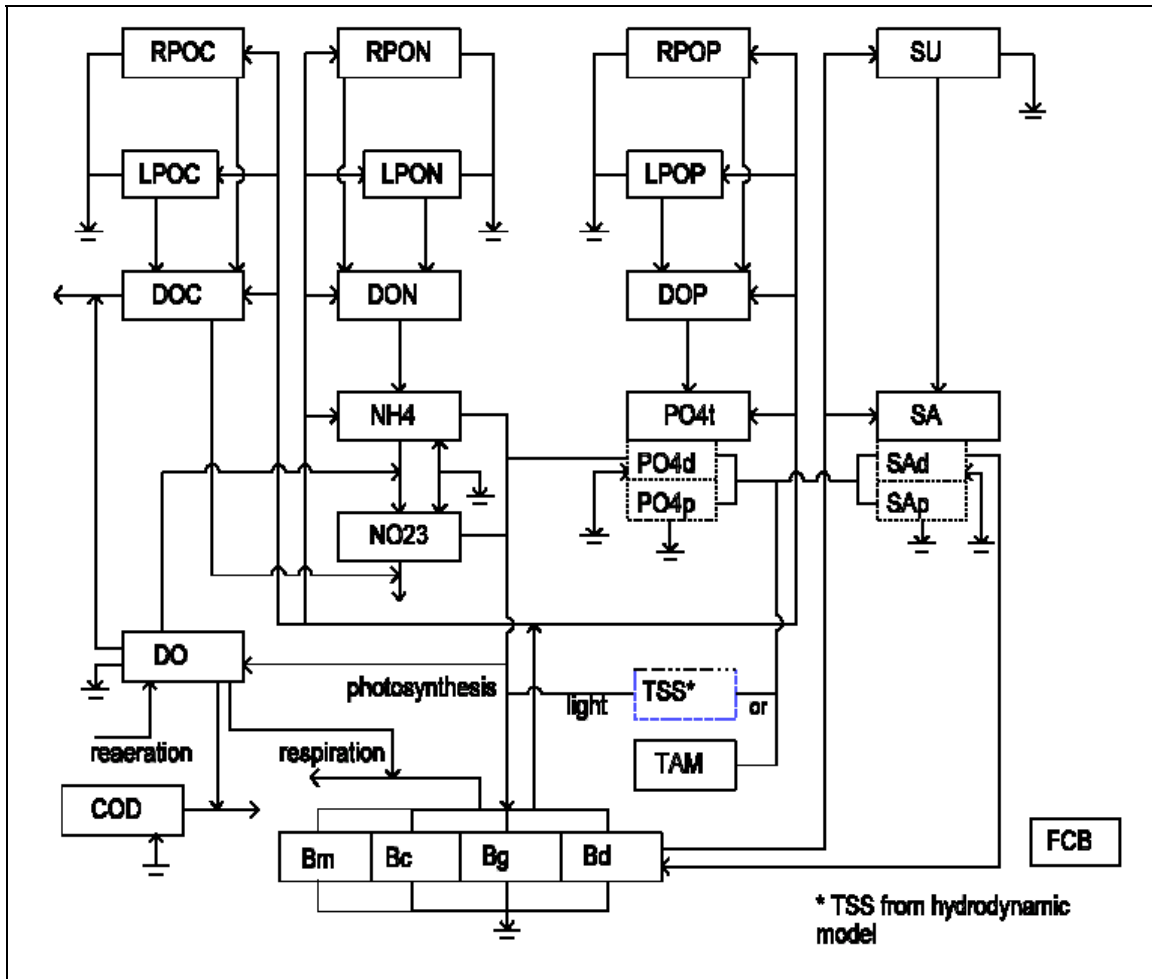 RPOC
RPON
RPOP
SU
LPOC
LPON
LPOP
DOC
DON
DOP
NH4
PO4t
SA
PO4d
SAd
PO4p
SAp
NO23
DO
photosynthesis
light
TSS*
or
reaeration
respiration
TAM
COD
Bm
Bc
Bg
Bd
FCB
* TSS from hydrodynamic
model